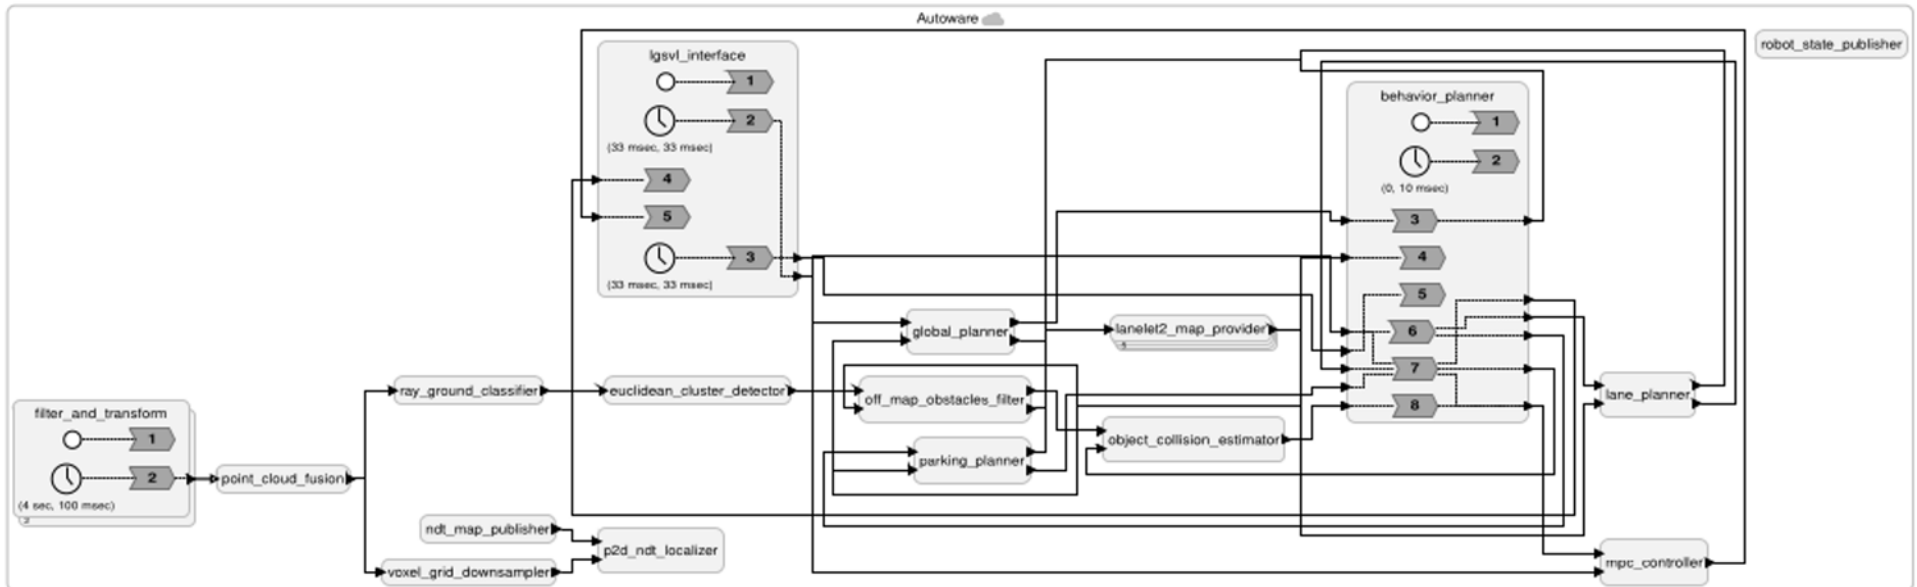 Autoware
robot_state_publisher
lgsvl_interface
1
2
(33 msec, 33 msec)
4
5
3
(33 msec, 33 msec)
behavior_planner
1
2
(0, 10 msec)
3
4
5
6
7
8
global_planner
lanelet2_map_provider
ray_ground_classifier
euclidean_cluster_detector
off_map_obstacles_filter
lane_planner
filter_and_transform
1
2
(4 sec, 100 msec)
2
point_cloud_fusion
object_collision_estimator
parking_planner
ndt_map_publisher
p2d_ndt_localizer
voxel_grid_downsampler
mpc_controller